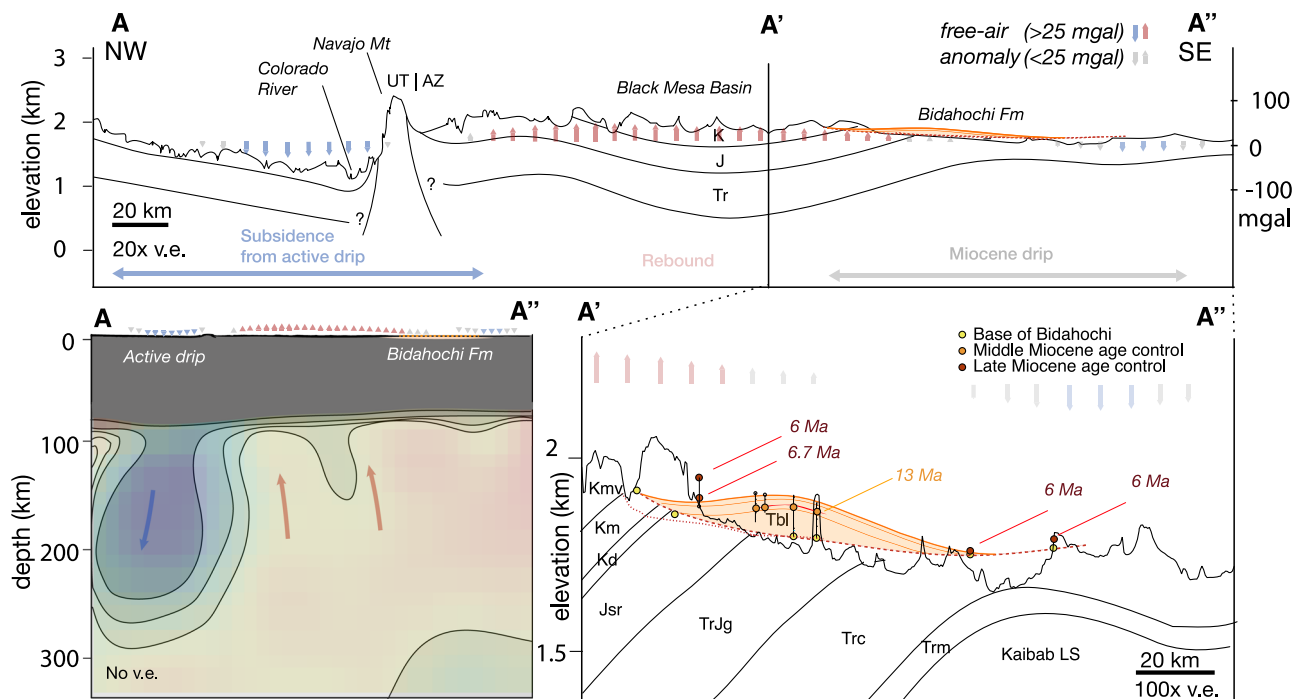 A
NW
Navajo Mt
Colorado
River
UT | AZ
Black Mesa Basin
A'
free-air (>25 mgal)
anomaly (<25 mgal)
A"
SE
Bidahochi Fm
3
2
1
0
elevation (km)
100
0
-100
mgal
K
J
Tr
?
?
20 km
20x v.e.
Subsidence
from active drip
Rebound
Miocene drip
A
A"
Active drip
Bidahochi Fm
0
100
200
300
depth (km)
No v.e.
A'
A"
Base of Bidahochi
Middle Miocene age control
Late Miocene age control
6 Ma
6.7 Ma
13 Ma
6 Ma
6 Ma
2
1.5
elevation (km)
Kmv
Km
Kd
Jsr
TrJg
Trc
Trm
Kaibab LS
Tbl
20 km
100x v.e.